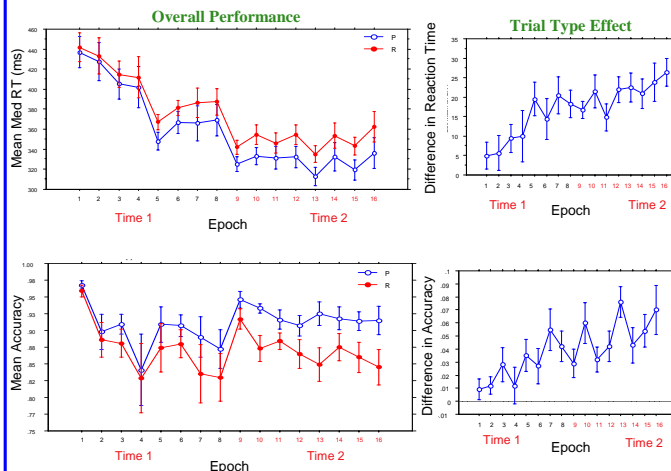 Overall Performance
Mean Med RT (ms)
460
440
420
400
380
360
340
320
300
P
R
1 2 3 4 5 6 7 8 9 10 11 12 13 14 15 16
Time 1
Epoch
Time 2
Trial Type Effect
Difference in Reaction Time
35
30
25
20
15
10
5
0
1 2 3 4 5 6 7 8 9 10 11 12 13 14 15 16
Time 1
Epoch
Time 2
Mean Accuracy
1.00
.98
.95
.93
.90
.88
.85
.82
.80
.77
.75
P
R
1 2 3 4 5 6 7 8 9 10 11 12 13 14 15 16
Time 1
Epoch
Time 2
Difference in Accuracy
.1
.09
.08
.07
.06
.05
.04
.03
.02
.01
0
.01
1 2 3 4 5 6 7 8 9 10 11 12 13 14 15 16
Time 1
Epoch
Time 2